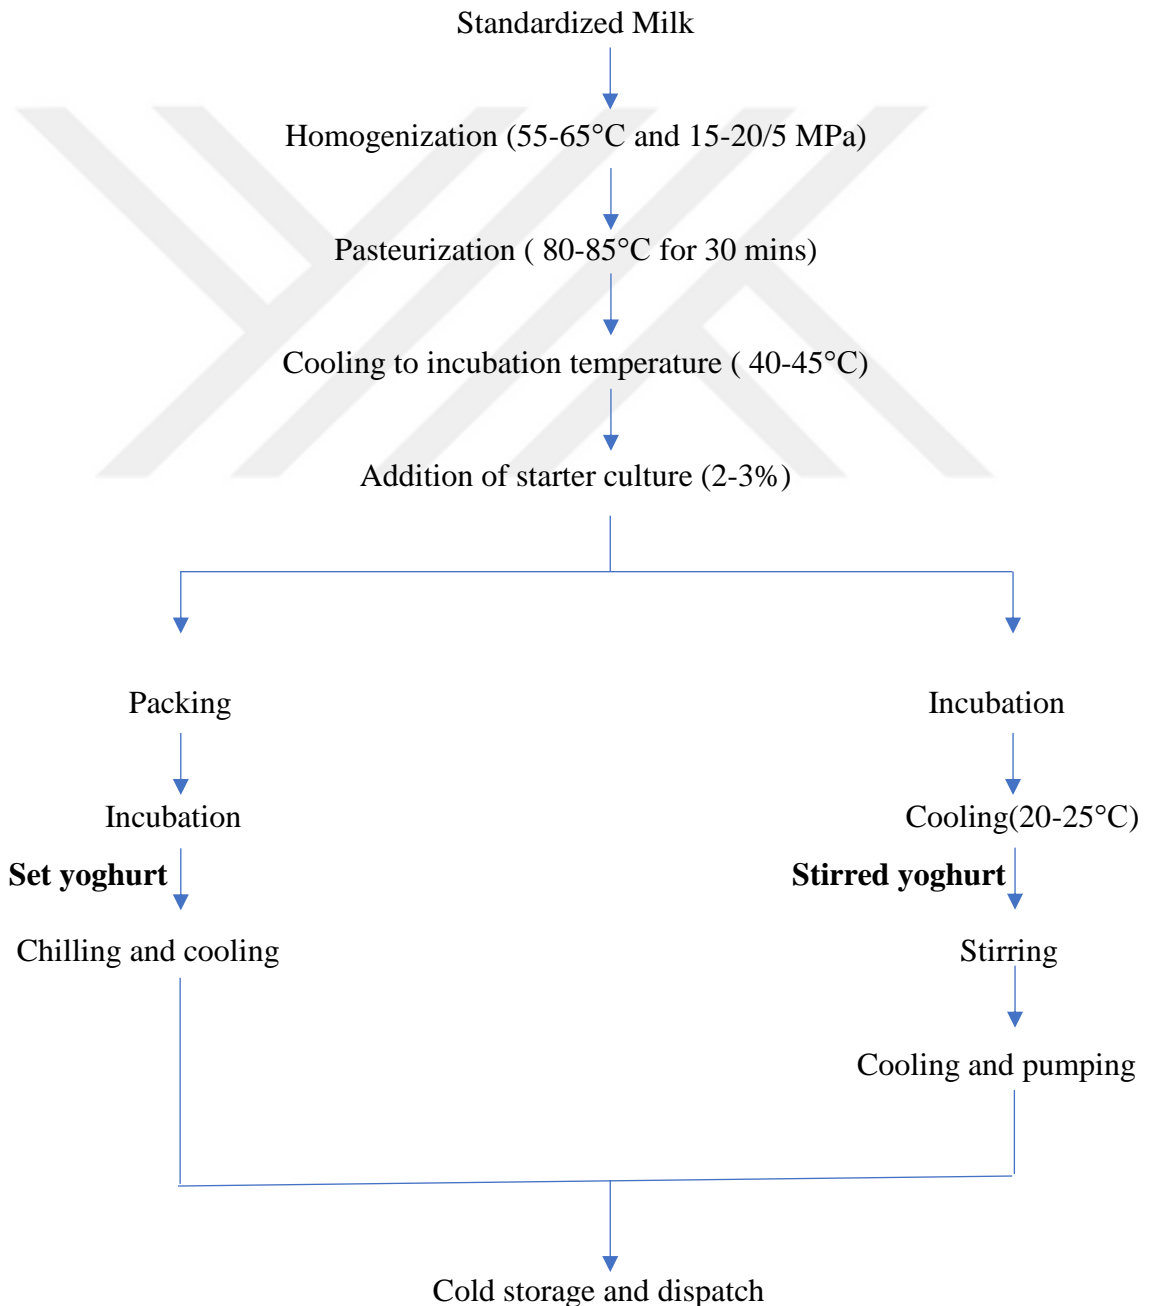 Standardized Milk
Homogenization (55-65°C and 15-20/5 MPa)
Pasteurization ( 80-85°C for 30 mins)
Cooling to incubation temperature ( 40-45°C)
Addition of starter culture (2-3%)
Packing
Incubation
Set yoghurt
Chilling and cooling
Incubation
Cooling(20-25°C)
Stirred yoghurt
Stirring
Cooling and pumping
Cold storage and dispatch